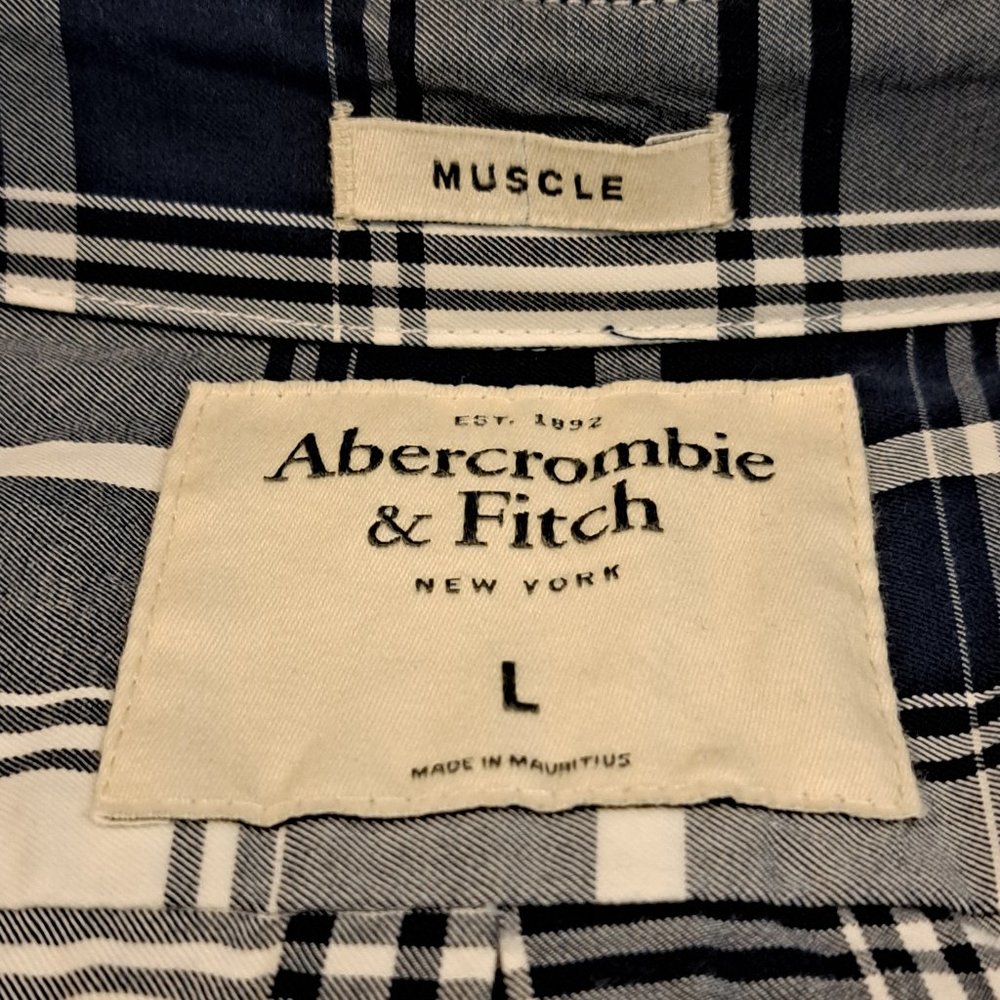 MUSCLE
EST. 1892
Abercrombie
& Fitch
NEW YORK
L
MADE IN MAURITIUS